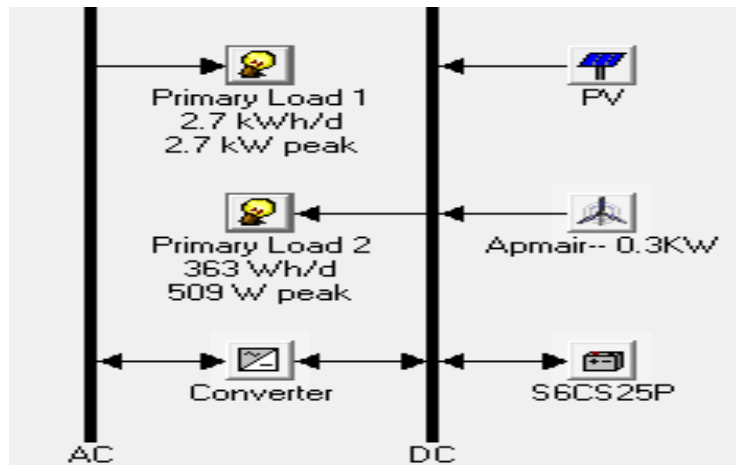 Primary Load 1
2.7 kWh/d
2.7 kW peak
PV
Primary Load 2
363 Wh/d
509 W peak
Apmair-- 0.3KW
Converter
S6CS25P
AC
DC